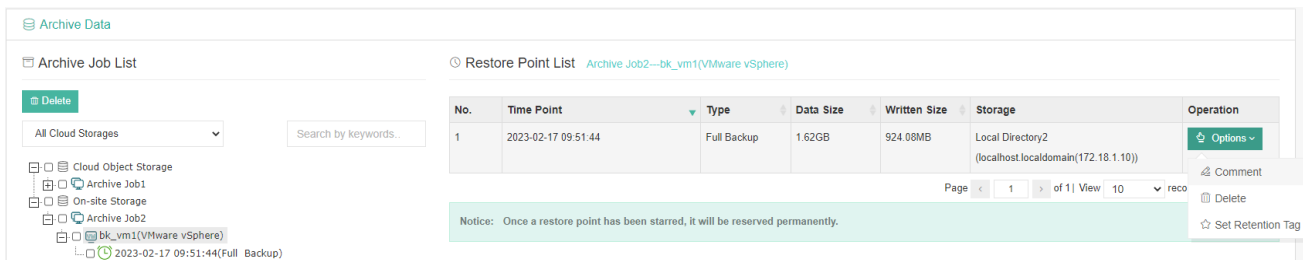 Archive Data
Archive Job List
Delete
All Cloud Storages
Search by keywords..
Cloud Object Storage
Archive Job1
On-site Storage
Archive Job2
bk_vm1(VMware vSphere)
2023-02-17 09:51:44(Full Backup)
Restore Point List Archive Job2---bk_vm1(VMware vSphere)
No. Time Point Type Data Size Written Size Storage Operation
1 2023-02-17 09:51:44 Full Backup 1.62GB 924.08MB Local Directory2 Options
(localhost.localdomain(172.18.1.10))
Page 1 of 1| View 10 reco
Comment
Delete
Set Retention Tag
Notice: Once a restore point has been starred, it will be reserved permanently.